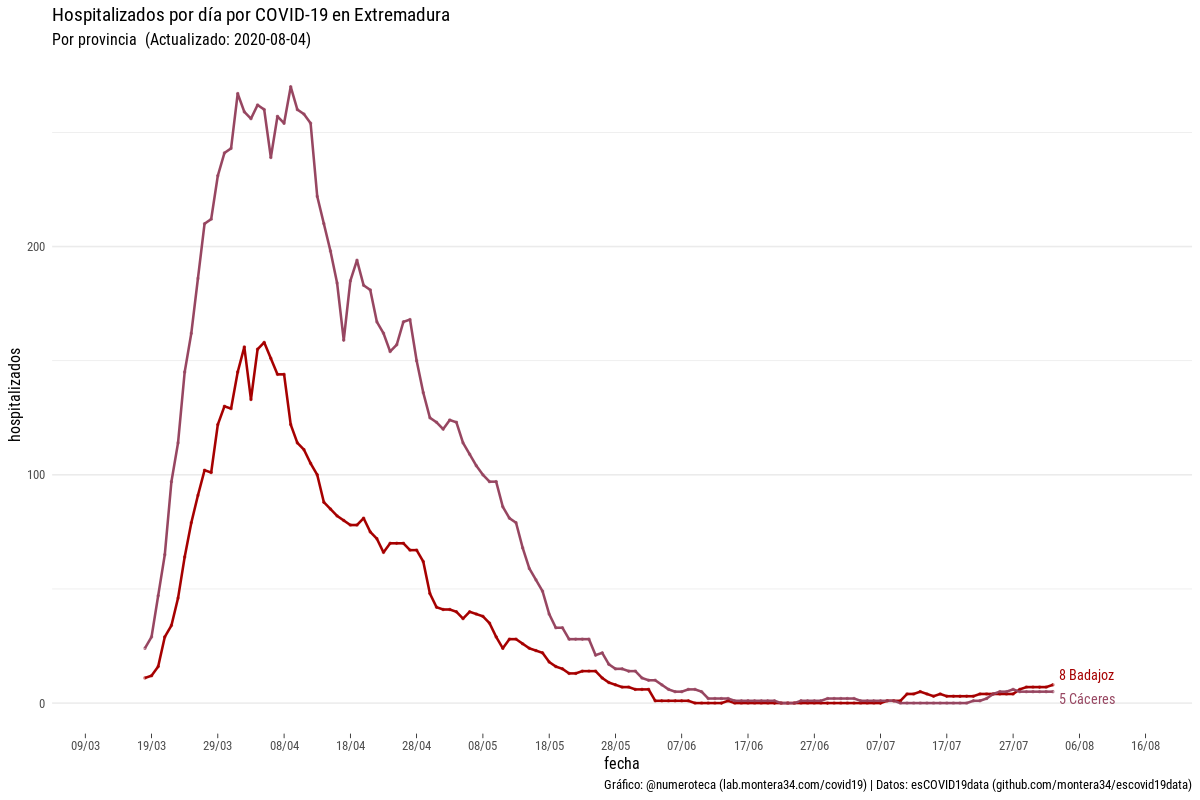 Hospitalizados por día por COVID-19 en Extremadura
Por provincia (Actualizado: 2020-08-04)
hospitalizados
200
100
0
8 Badajoz
5 Cáceres
09/03 19/03 29/03 08/04 18/04 28/04 08/05 18/05 28/05 07/06 17/06 27/06 07/07 17/07 27/07 06/08 16/08
fecha
Gráfico: @numeroteca (lab.montera34.com/covid19) | Datos: esCOVID19data (github.com/montera34/escovid19data)